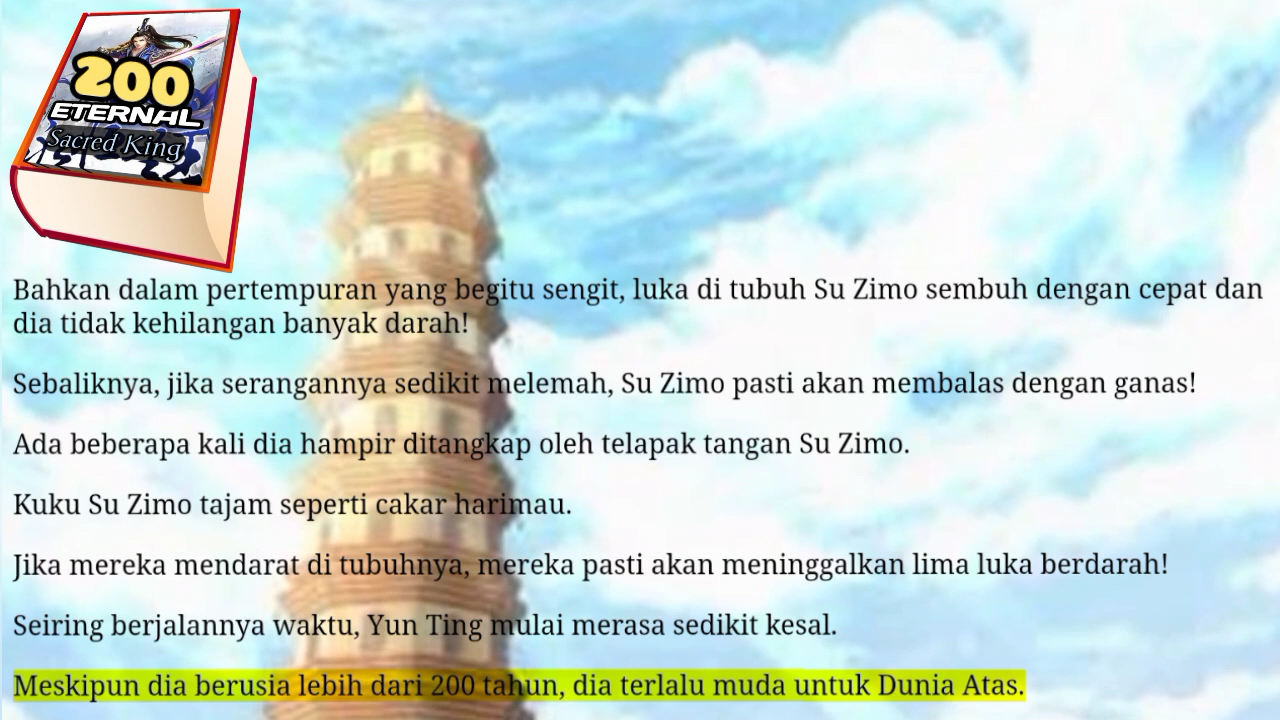 200
ETERNAL
Sacred King
Bahkan dalam pertempuran yang begitu sengit, luka di tubuh Su Zimo sembuh dengan cepat dan
dia tidak kehilangan banyak darah!
Sebaliknya, jika serangannya sedikit melemah, Su Zimo pasti akan membalas dengan ganas!
Ada beberapa kali dia hampir ditangkap oleh telapak tangan Su Zimo.
Kuku Su Zimo tajam seperti cakar harimau.
Jika mereka mendarat di tubuhnya, mereka pasti akan meninggalkan lima luka berdarah!
Seiring berjalannya waktu, Yun Ting mulai merasa sedikit kesal.
Meskipun dia berusia lebih dari 200 tahun, dia terlalu muda untuk Dunia Atas.